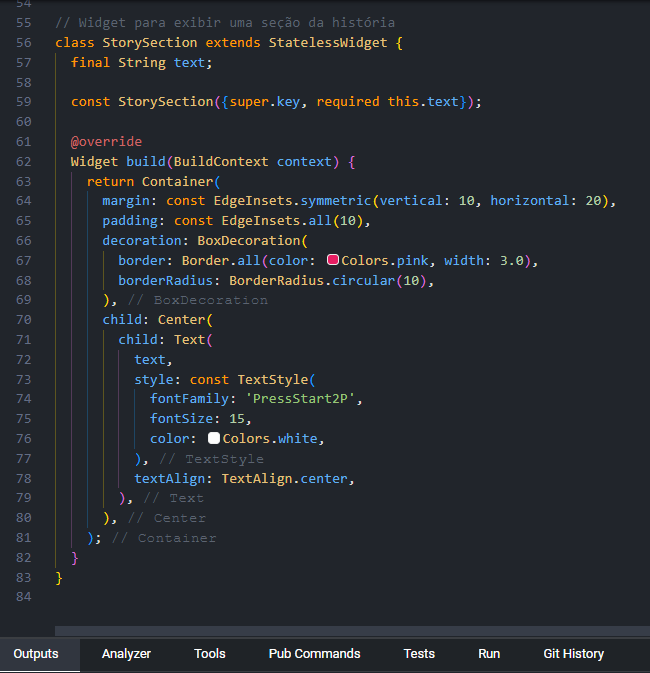 54
55 // Widget para exibir uma seção da história
56 class StorySection extends StatelessWidget {
57 final String text;
58
59 const StorySection({super.key, required this.text});
60
61 @override
62 Widget build(BuildContext context) {
63 return Container(
64 margin: const EdgeInsets.symmetric(vertical: 10, horizontal: 20),
65 padding: const EdgeInsets.all(10),
66 decoration: BoxDecoration(
67 border: Border.all(color: Colors.pink, width: 3.0),
68 borderRadius: BorderRadius.circular(10),
69 ), // BoxDecoration
70 child: Center(
71 child: Text(
72 text,
73 style: const TextStyle(
74 fontFamily: 'PressStart2P',
75 fontSize: 15,
76 color: Colors.white,
77 ), // TextStyle
78 textAlign: TextAlign.center,
79 ), // Text
80 ), // Center
81 ); // Container
82 }
83 }
84
Outputs Analyzer Tools Pub Commands Tests Run Git History